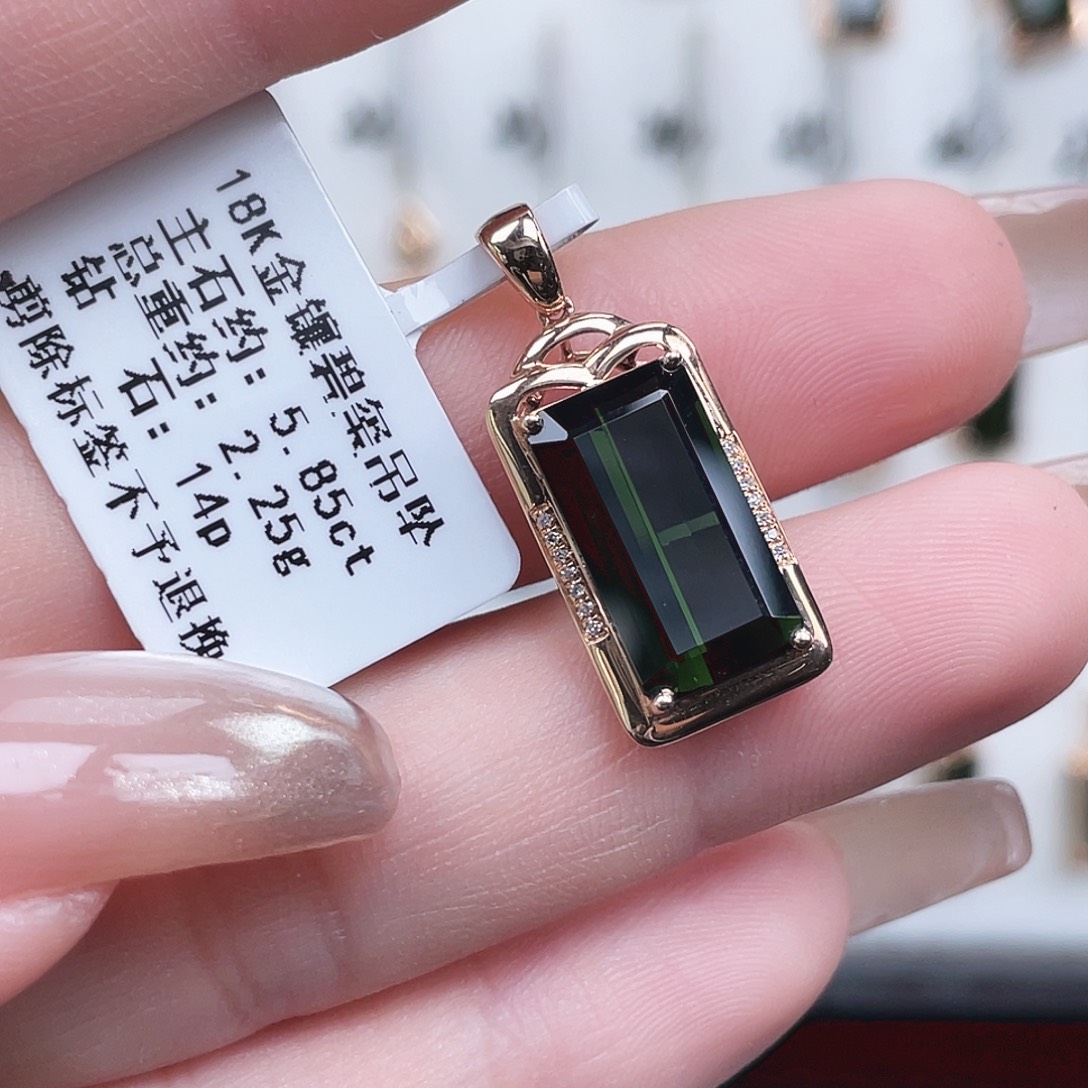 18K金镶碧玺吊坠
主石约: 5.85ct
总重约: 2.25g
钻 石: 14p
剪除标签不予退换